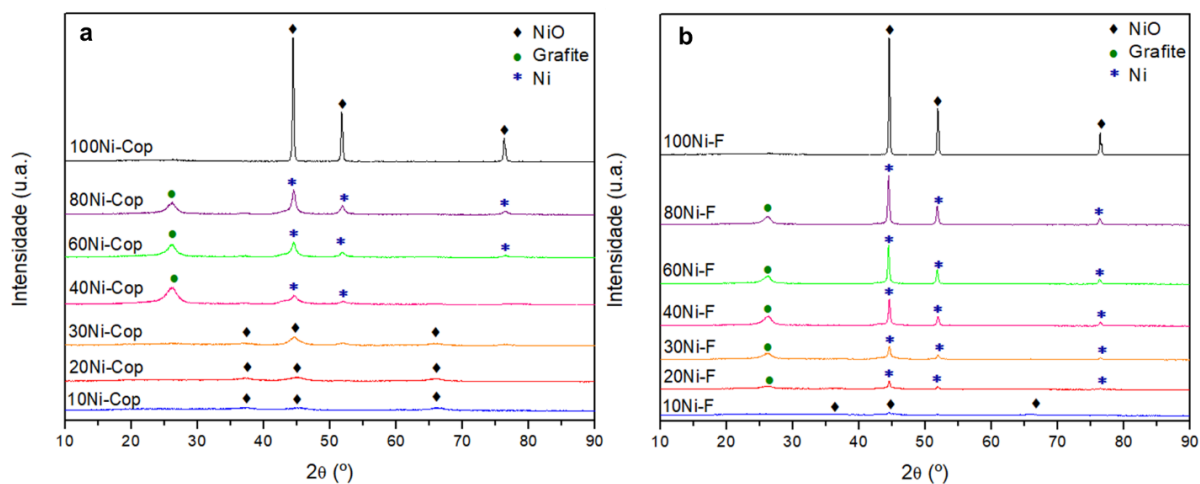 a
◆ NiO
● Grafite
* Ni
100Ni-Cop
80Ni-Cop
60Ni-Cop
40Ni-Cop
30Ni-Cop
20Ni-Cop
10Ni-Cop
Intensidade (u.a.)
10 20 30 40 50 60 70 80 90
2θ (º)
b
◆ NiO
● Grafite
* Ni
100Ni-F
80Ni-F
60Ni-F
40Ni-F
30Ni-F
20Ni-F
10Ni-F
Intensidade (u.a.)
10 20 30 40 50 60 70 80 90
2θ (º)